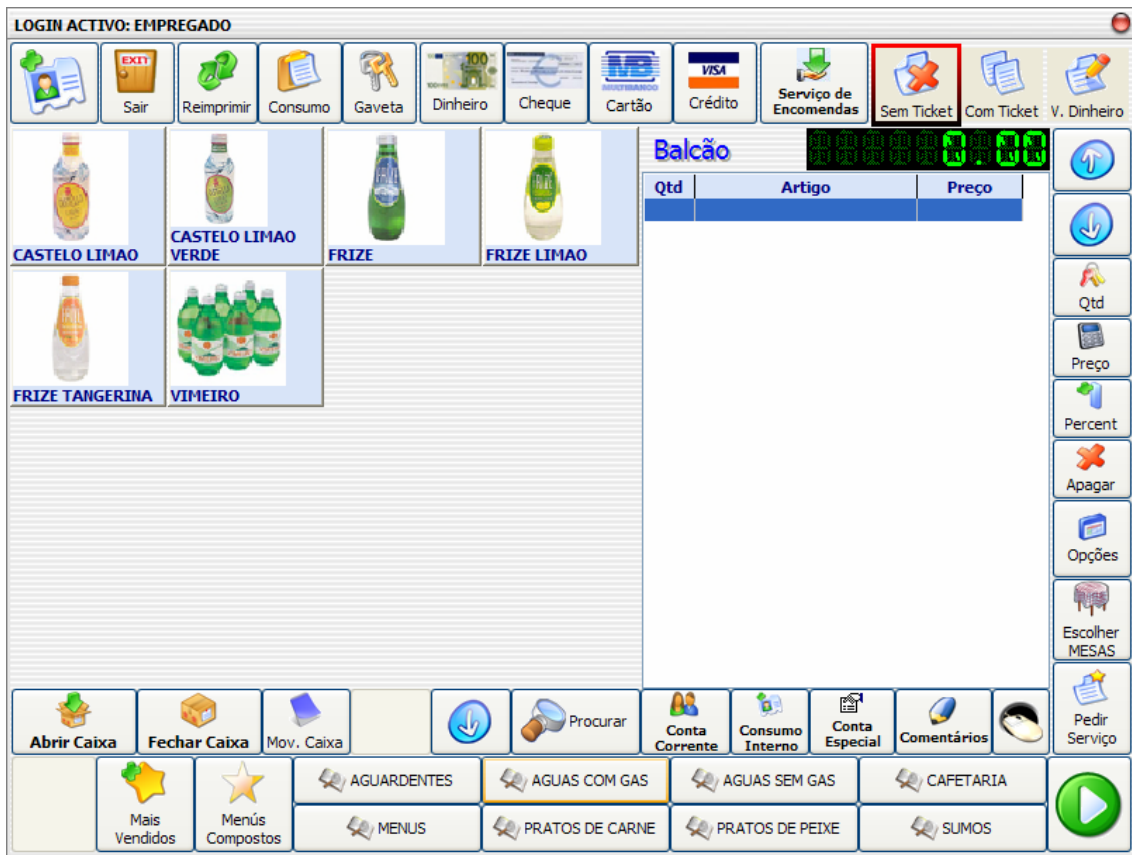 LOGIN ACTIVO: EMPREGADO
EXIT
100
MB
MULTIBANCO
VISA
Sair
Reimprimir
Consumo
Gaveta
Dinheiro
Cheque
Cartão
Crédito
Serviço de
Encomendas
Sem Ticket
Com Ticket
V. Dinheiro
Balcão
0.00
Qtd
Artigo
Preço
CASTELO LIMAO
CASTELO LIMAO
VERDE
FRIZE
FRIZE LIMAO
FRIZE TANGERINA
VIMEIRO
Qtd
Preço
Percent
Apagar
Opções
Escolher
MESAS
Pedir
Serviço
Abrir Caixa
Fechar Caixa
Mov. Caixa
Procurar
Conta
Corrente
Consumo
Interno
Conta
Especial
Comentários
Mais
Vendidos
Menús
Compostos
AGUARDENTES
AGUAS COM GAS
AGUAS SEM GAS
CAFETARIA
MENUS
PRATOS DE CARNE
PRATOS DE PEIXE
SUMOS